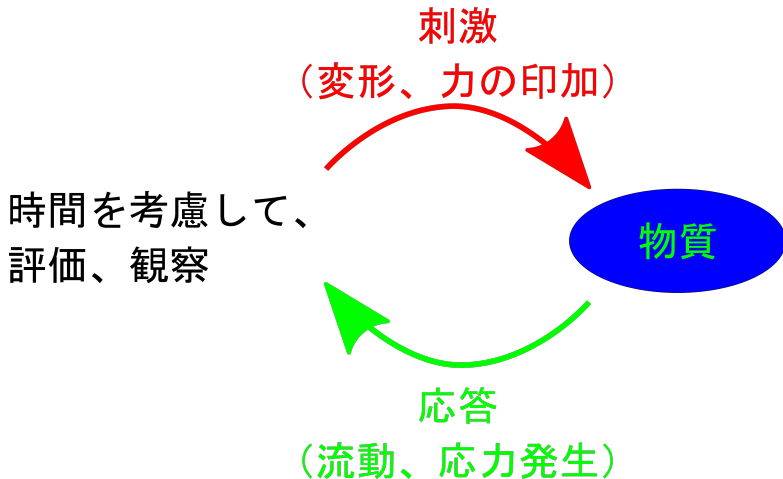 刺激
(変形、力の印加)
時間を考慮して、
評価、観察
物質
応答
(流動、応力発生)